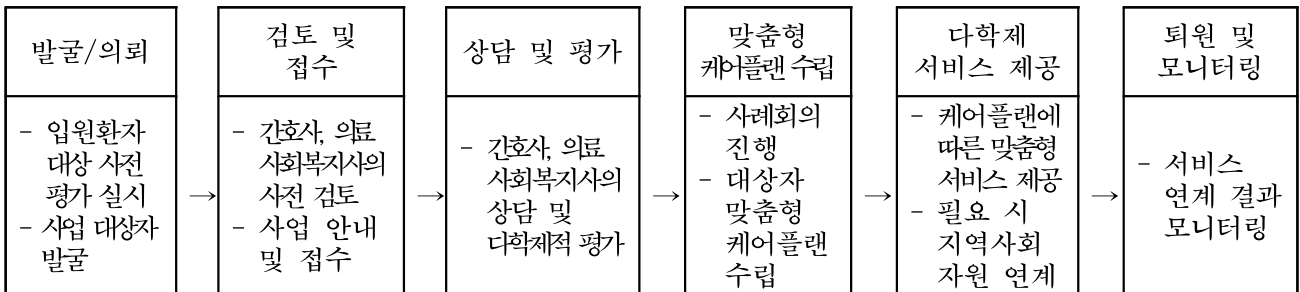 발굴/의뢰
- 입원환자
대상 사전
평가 실시
- 사업 대상자
발굴
→
검토 및
접수
- 간호사, 의료
사회복지사의
사전 검토
- 사업 안내
및 접수
→
상담 및 평가
- 간호사, 의료
사회복지사의
상담 및
다학제적 평가
→
맞춤형
케어플랜 수립
- 사례회의
진행
- 대상자
맞춤형
케어플랜
수립
→
다학제
서비스 제공
- 케어플랜에
따른 맞춤형
서비스 제공
- 필요 시
지역사회
자원 연계
→
퇴원 및
모니터링
- 서비스
연계 결과
모니터링